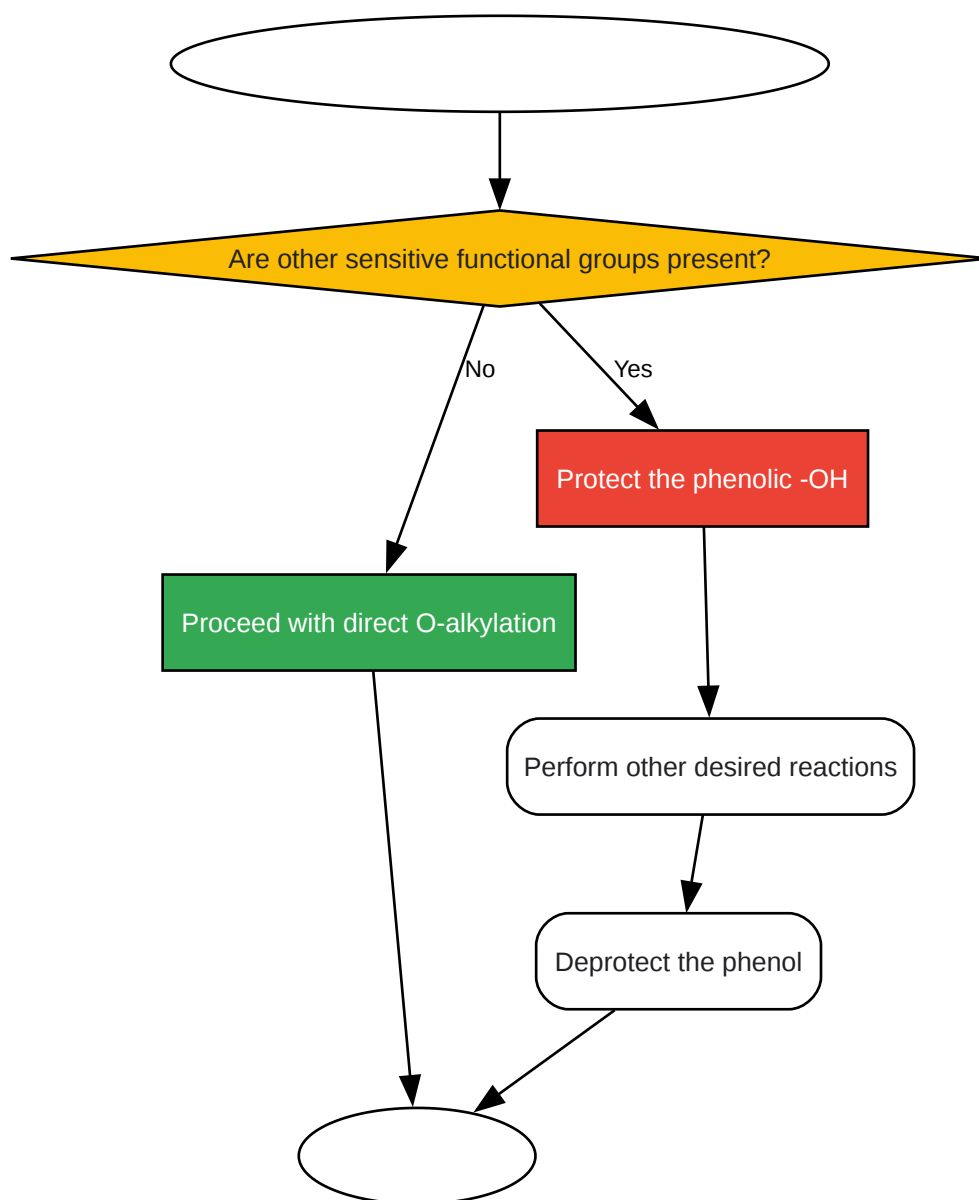 Are other sensitive functional groups present?
No
Yes
Protect the phenolic -OH
Proceed with direct O-alkylation
Perform other desired reactions
Deprotect the phenol